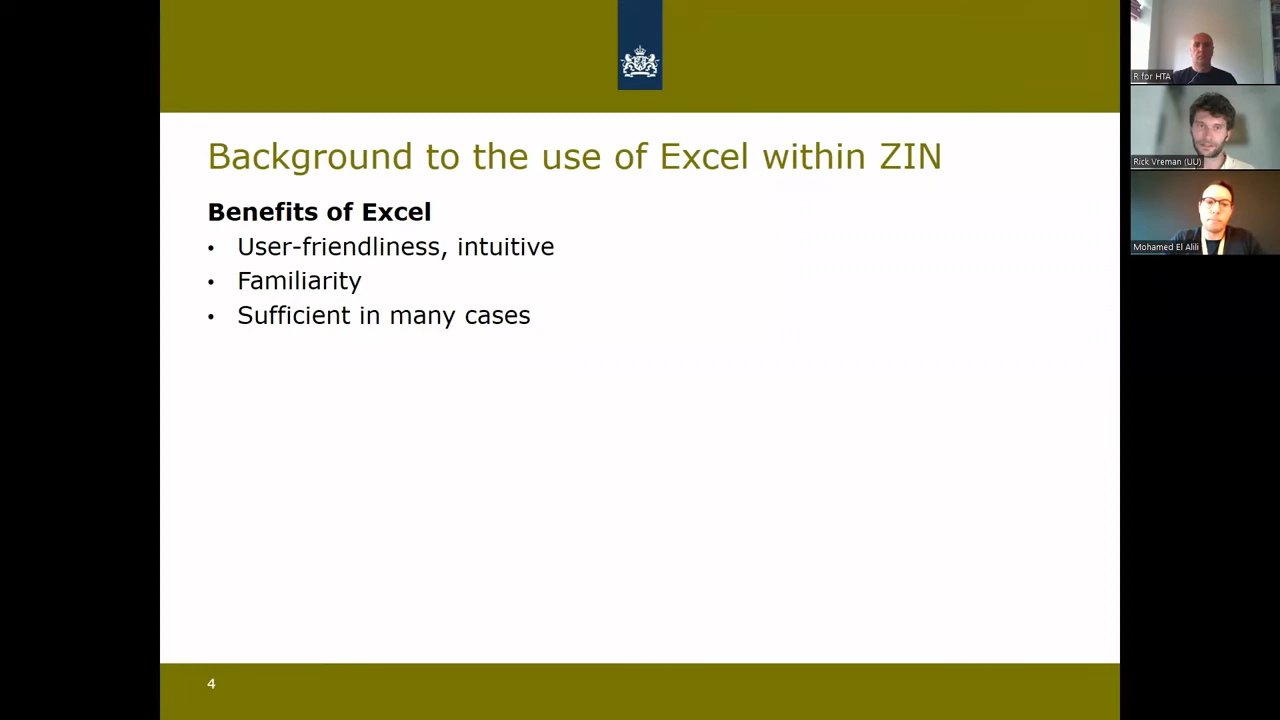 Background to the use of Excel within ZIN
Benefits of Excel
• User-friendliness, intuitive
• Familiarity
• Sufficient in many cases
4
R for HTA
Rick Vreman (UU)
Mohamed El Alili